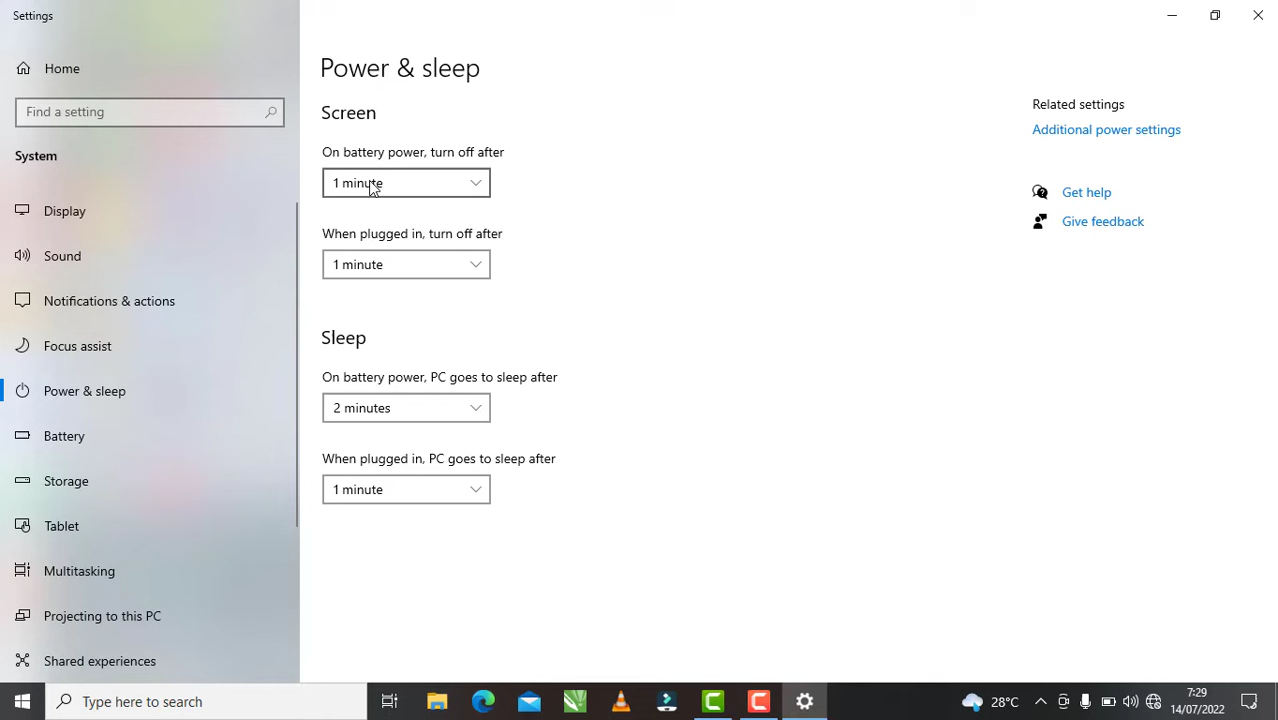 Settings
Home
Find a setting
System
Display
Sound
Notifications & actions
Focus assist
Power & sleep
Battery
Storage
Tablet
Multitasking
Projecting to this PC
Shared experiences
Power & sleep
Screen
On battery power, turn off after
1 minute
When plugged in, turn off after
1 minute
Sleep
On battery power, PC goes to sleep after
2 minutes
When plugged in, PC goes to sleep after
1 minute
Related settings
Additional power settings
Get help
Give feedback
Type here to search
28°C
7:29
14/07/2022